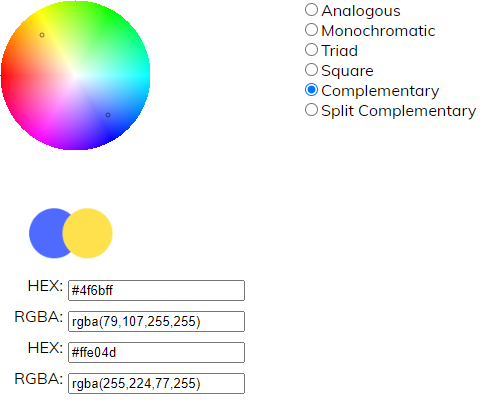 Analogous
Monochromatic
Triad
Square
Complementary
Split Complementary
HEX: #4f6bff
RGBA: rgba(79,107,255,255)
HEX: #ffe04d
RGBA: rgba(255,224,77,255)